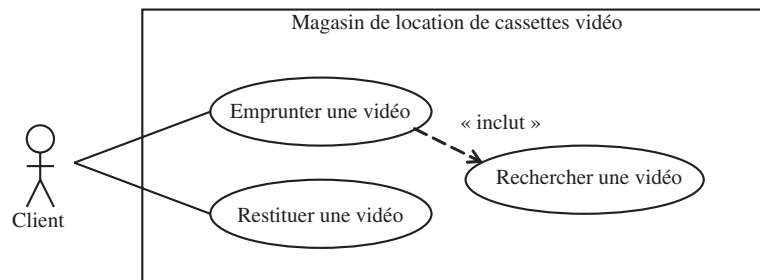 Magasin de location de cassettes vidéo
Emprunter une vidéo
« inclut »
Rechercher une vidéo
Restituer une vidéo
Client